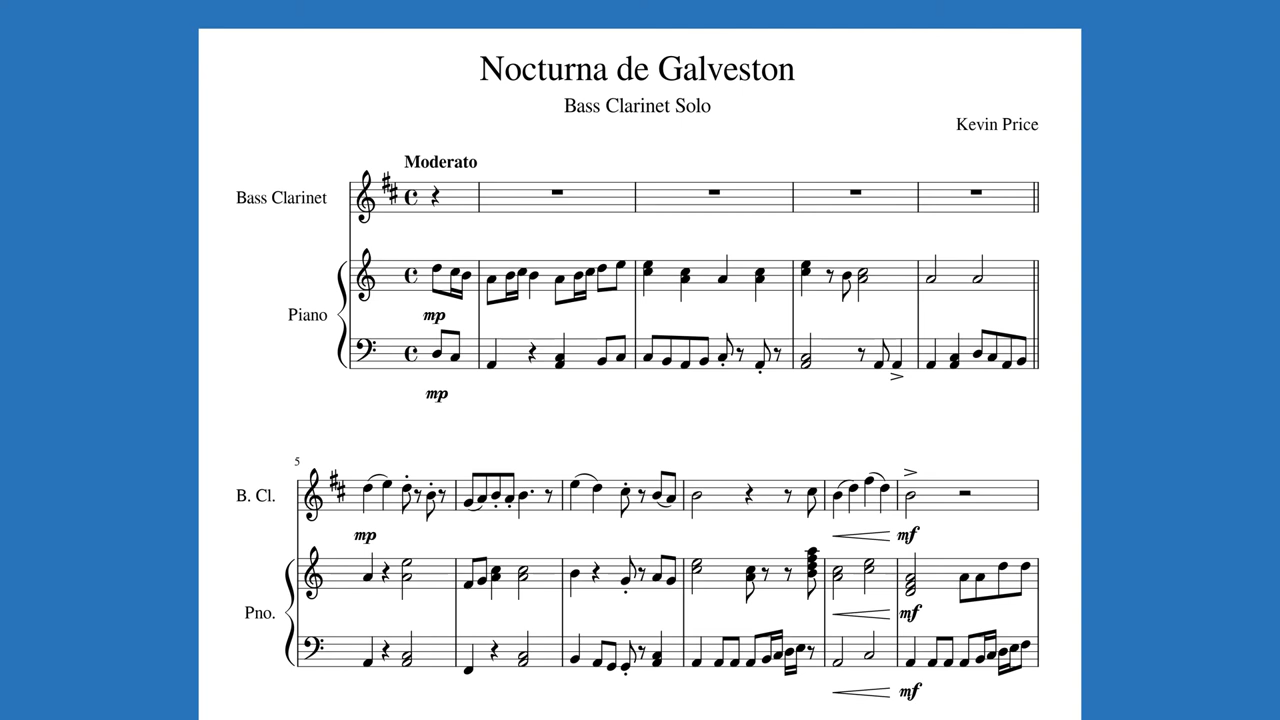 Nocturna de Galveston
Bass Clarinet Solo
Kevin Price
Moderato
Bass Clarinet
Piano
mp
mp
5
B. Cl.
mp
mf
Pno.
mf
mf